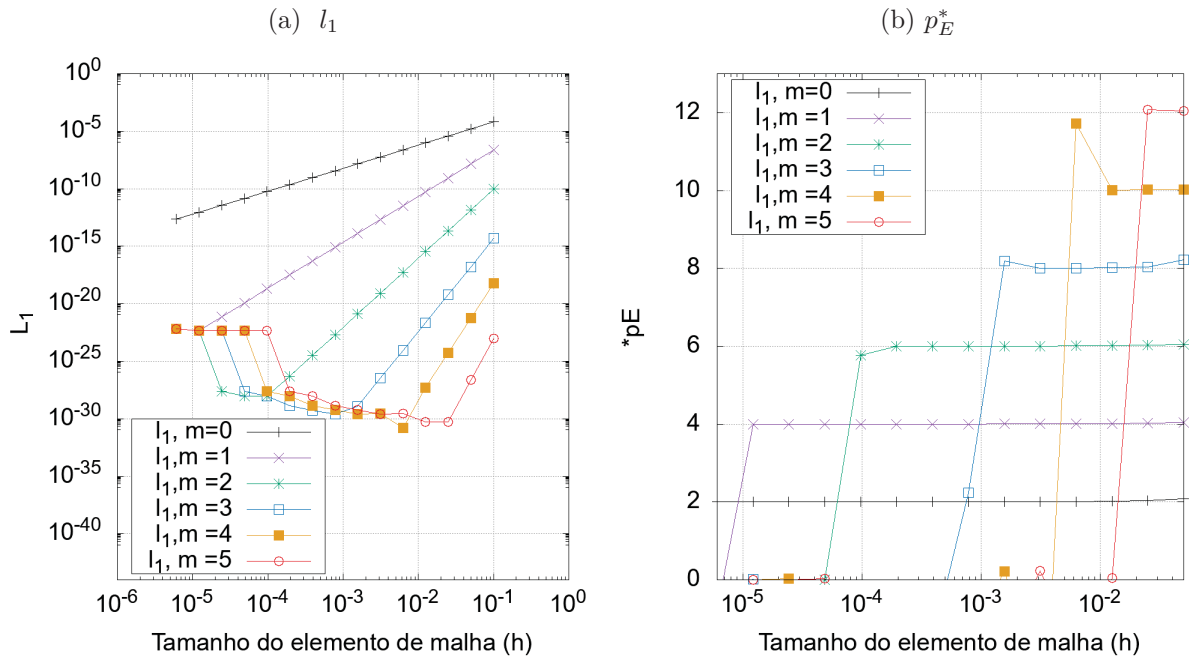 (a) l₁
10⁰
10⁻⁵
10⁻¹⁰
10⁻¹⁵
10⁻²⁰
10⁻²⁵
10⁻³⁰
10⁻³⁵
10⁻⁴⁰
L₁
l₁, m=0
l₁,m =1
l₁,m =2
l₁,m =3
l₁,m =4
l₁, m =5
10⁻⁶
10⁻⁵
10⁻⁴
10⁻³
10⁻²
10⁻¹
10⁰
Tamanho do elemento de malha (h)
(b) p*_E
12
10
8
6
4
2
0
*pE
l₁, m=0
l₁,m =1
l₁,m =2
l₁,m =3
l₁,m =4
l₁, m =5
10⁻⁵
10⁻⁴
10⁻³
10⁻²
Tamanho do elemento de malha (h)